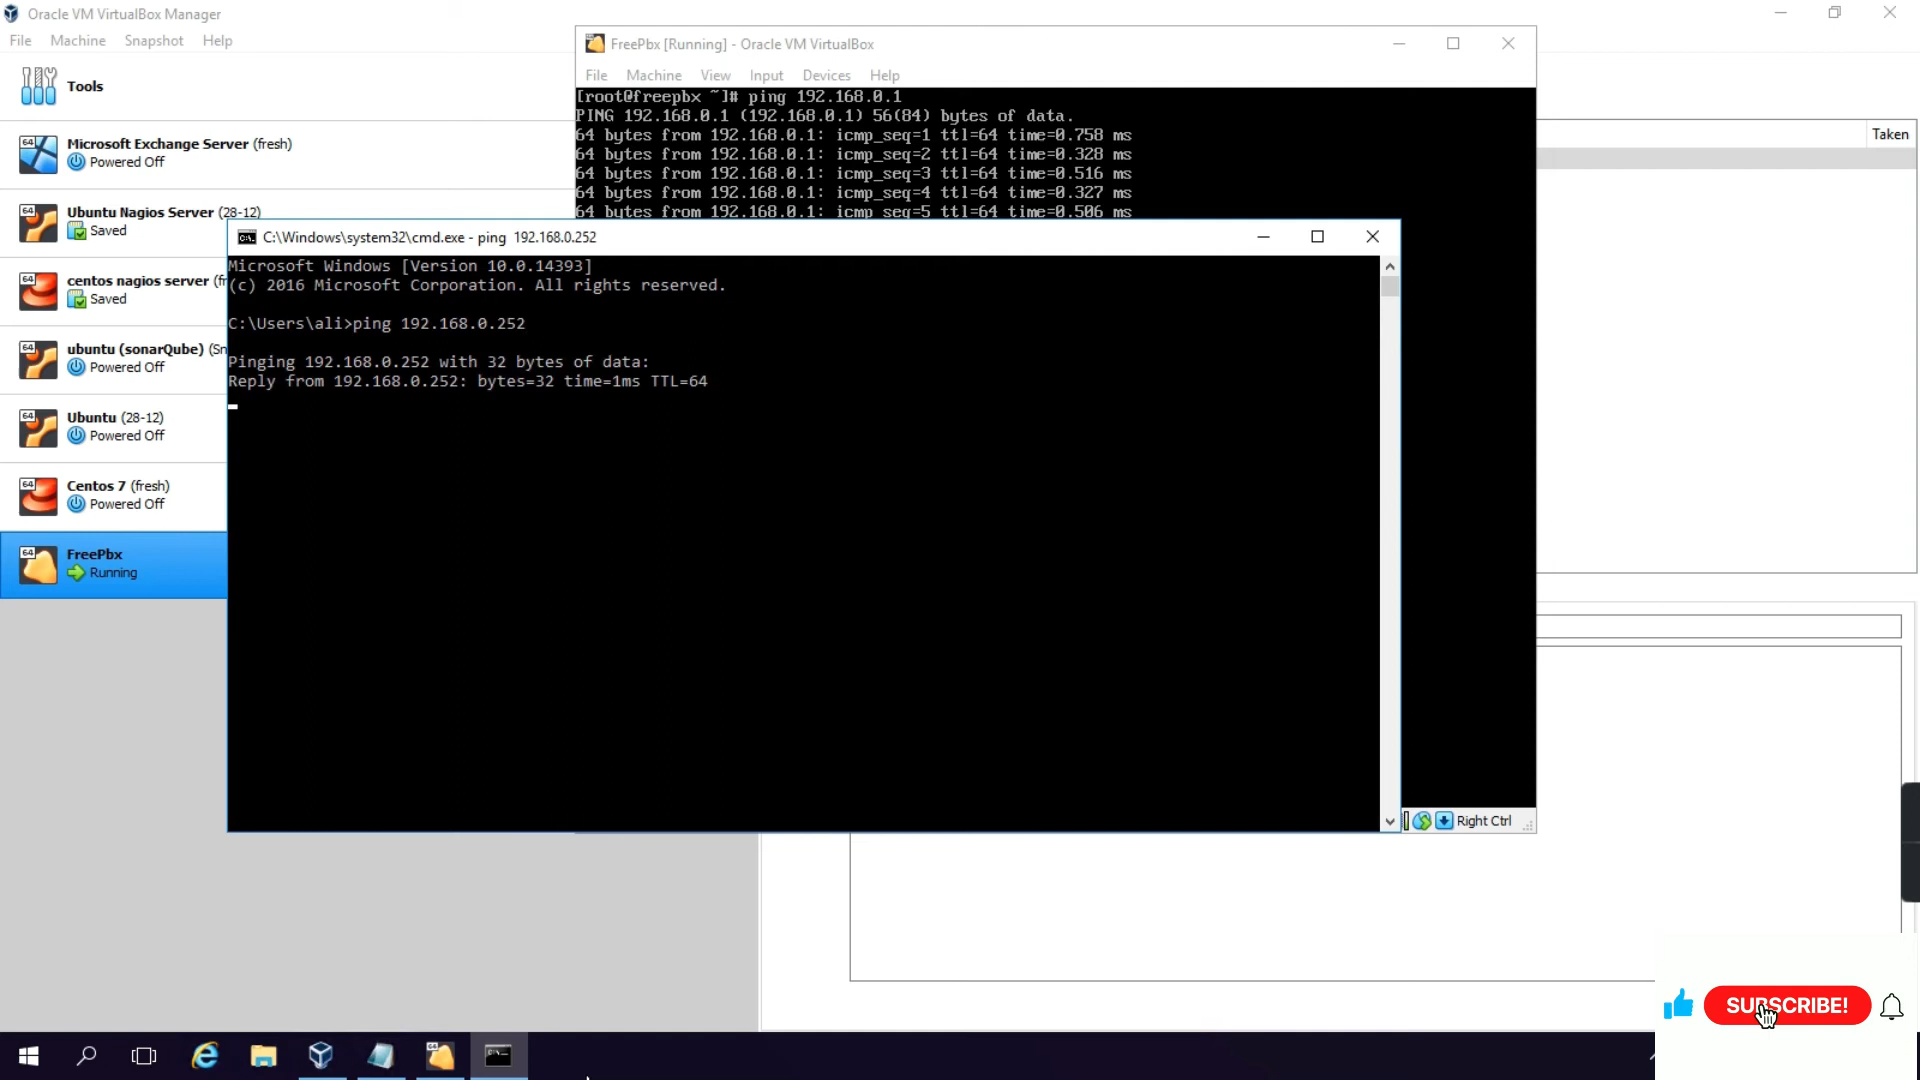 Oracle VM VirtualBox Manager
File Machine Snapshot Help
Tools
64 Microsoft Exchange Server (fresh)
Powered Off
64 Ubuntu Nagios Server (28-12)
Saved
64 centos nagios server (fr
Saved
64 ubuntu (sonarQube) (Sn
Powered Off
64 Ubuntu (28-12)
Powered Off
64 Centos 7 (fresh)
Powered Off
64 FreePbx
Running
Taken
FreePbx [Running] - Oracle VM VirtualBox
File Machine View Input Devices Help
[root@freepbx ~]# ping 192.168.0.1
PING 192.168.0.1 (192.168.0.1) 56(84) bytes of data.
64 bytes from 192.168.0.1: icmp_seq=1 ttl=64 time=0.758 ms
64 bytes from 192.168.0.1: icmp_seq=2 ttl=64 time=0.328 ms
64 bytes from 192.168.0.1: icmp_seq=3 ttl=64 time=0.516 ms
64 bytes from 192.168.0.1: icmp_seq=4 ttl=64 time=0.327 ms
64 bytes from 192.168.0.1: icmp_seq=5 ttl=64 time=0.506 ms
C:\Windows\system32\cmd.exe - ping 192.168.0.252
Microsoft Windows [Version 10.0.14393]
(c) 2016 Microsoft Corporation. All rights reserved.
C:\Users\ali>ping 192.168.0.252
Pinging 192.168.0.252 with 32 bytes of data:
Reply from 192.168.0.252: bytes=32 time=1ms TTL=64
Right Ctrl
SUBSCRIBE!